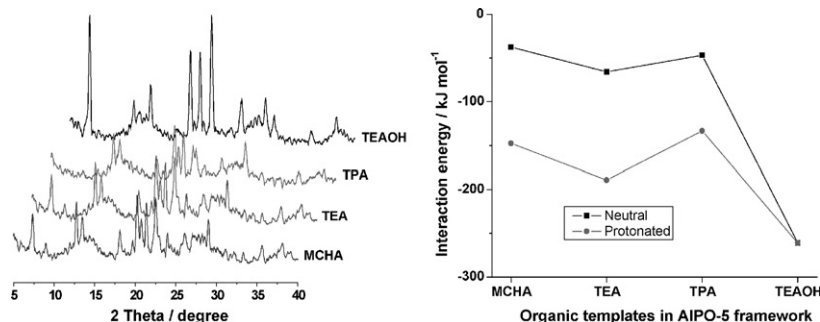 TEAOH
TPA
TEA
MCHA
5 10 15 20 25 30 35 40
2 Theta / degree
Interaction energy / kJ mol⁻¹
0
-100
-200
-300
Neutral
Protonated
MCHA TEA TPA TEAOH
Organic templates in AlPO-5 framework